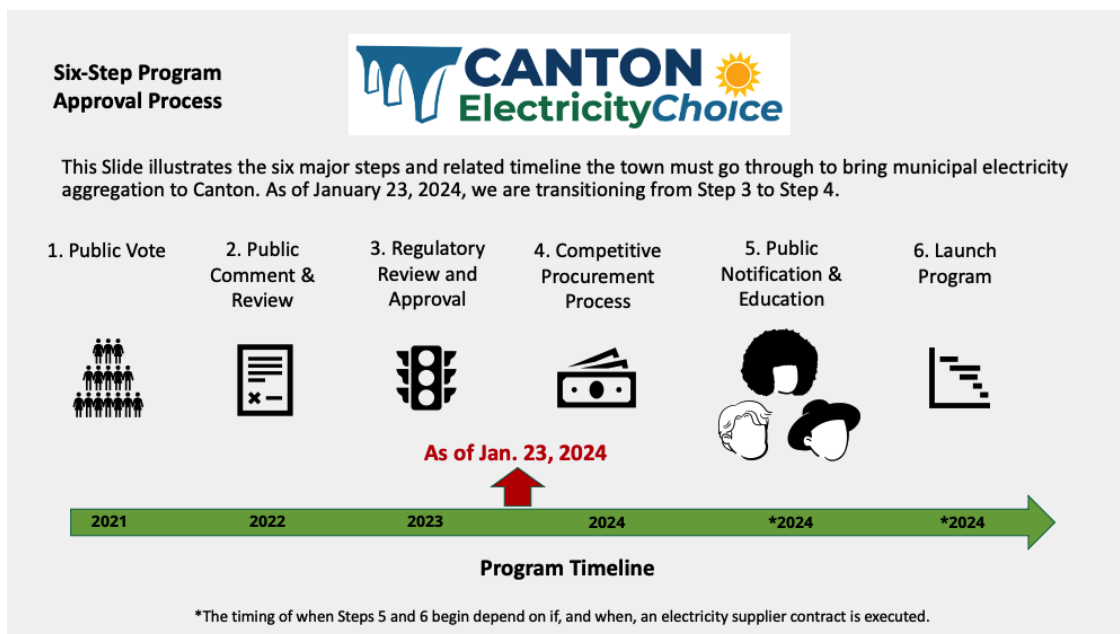 Six-Step Program
Approval Process
CANTON
ElectricityChoice
This Slide illustrates the six major steps and related timeline the town must go through to bring municipal electricity
aggregation to Canton. As of January 23, 2024, we are transitioning from Step 3 to Step 4.
1. Public Vote
2. Public
Comment &
Review
3. Regulatory
Review and
Approval
4. Competitive
Procurement
Process
5. Public
Notification &
Education
6. Launch
Program
As of Jan. 23, 2024
2021
2022
2023
2024
*2024
*2024
Program Timeline
*The timing of when Steps 5 and 6 begin depend on if, and when, an electricity supplier contract is executed.